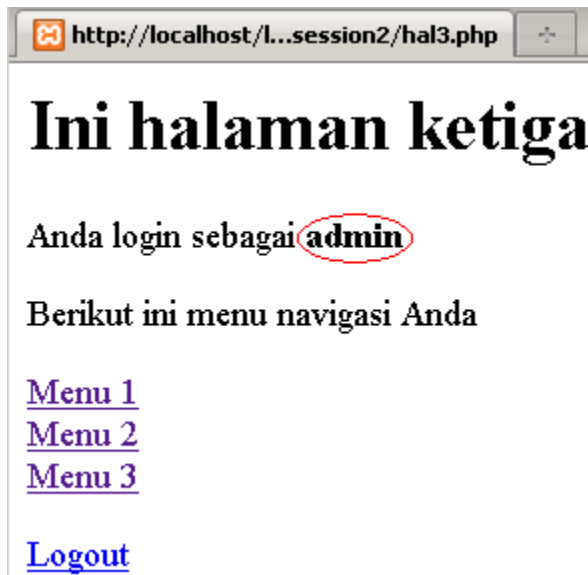 http://localhost/l...session2/hal3.php
Ini halaman ketiga
Anda login sebagai admin
Berikut ini menu navigasi Anda
Menu 1
Menu 2
Menu 3
Logout